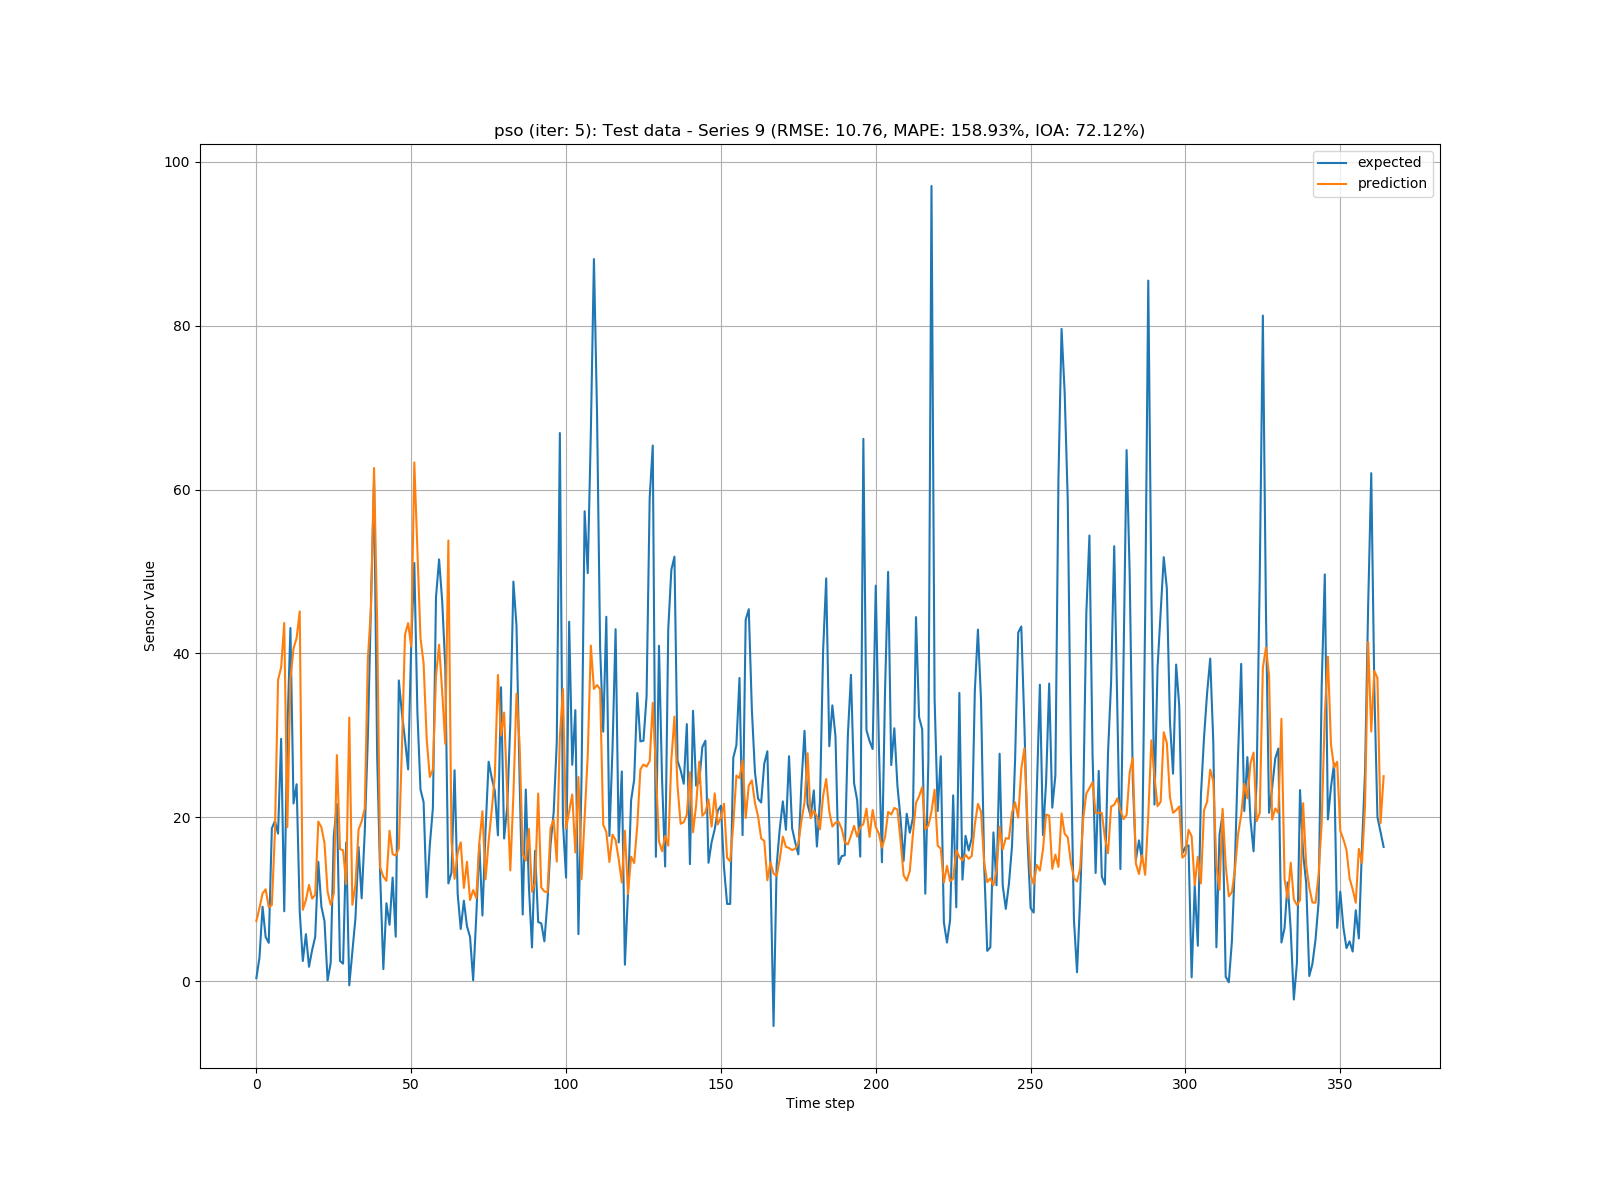 pso (iter: 5): Test data - Series 9 (RMSE: 10.76, MAPE: 158.93%, IOA: 72.12%)
expected
prediction
100
80
60
40
20
0
Sensor Value
0 50 100 150 200 250 300 350
Time step